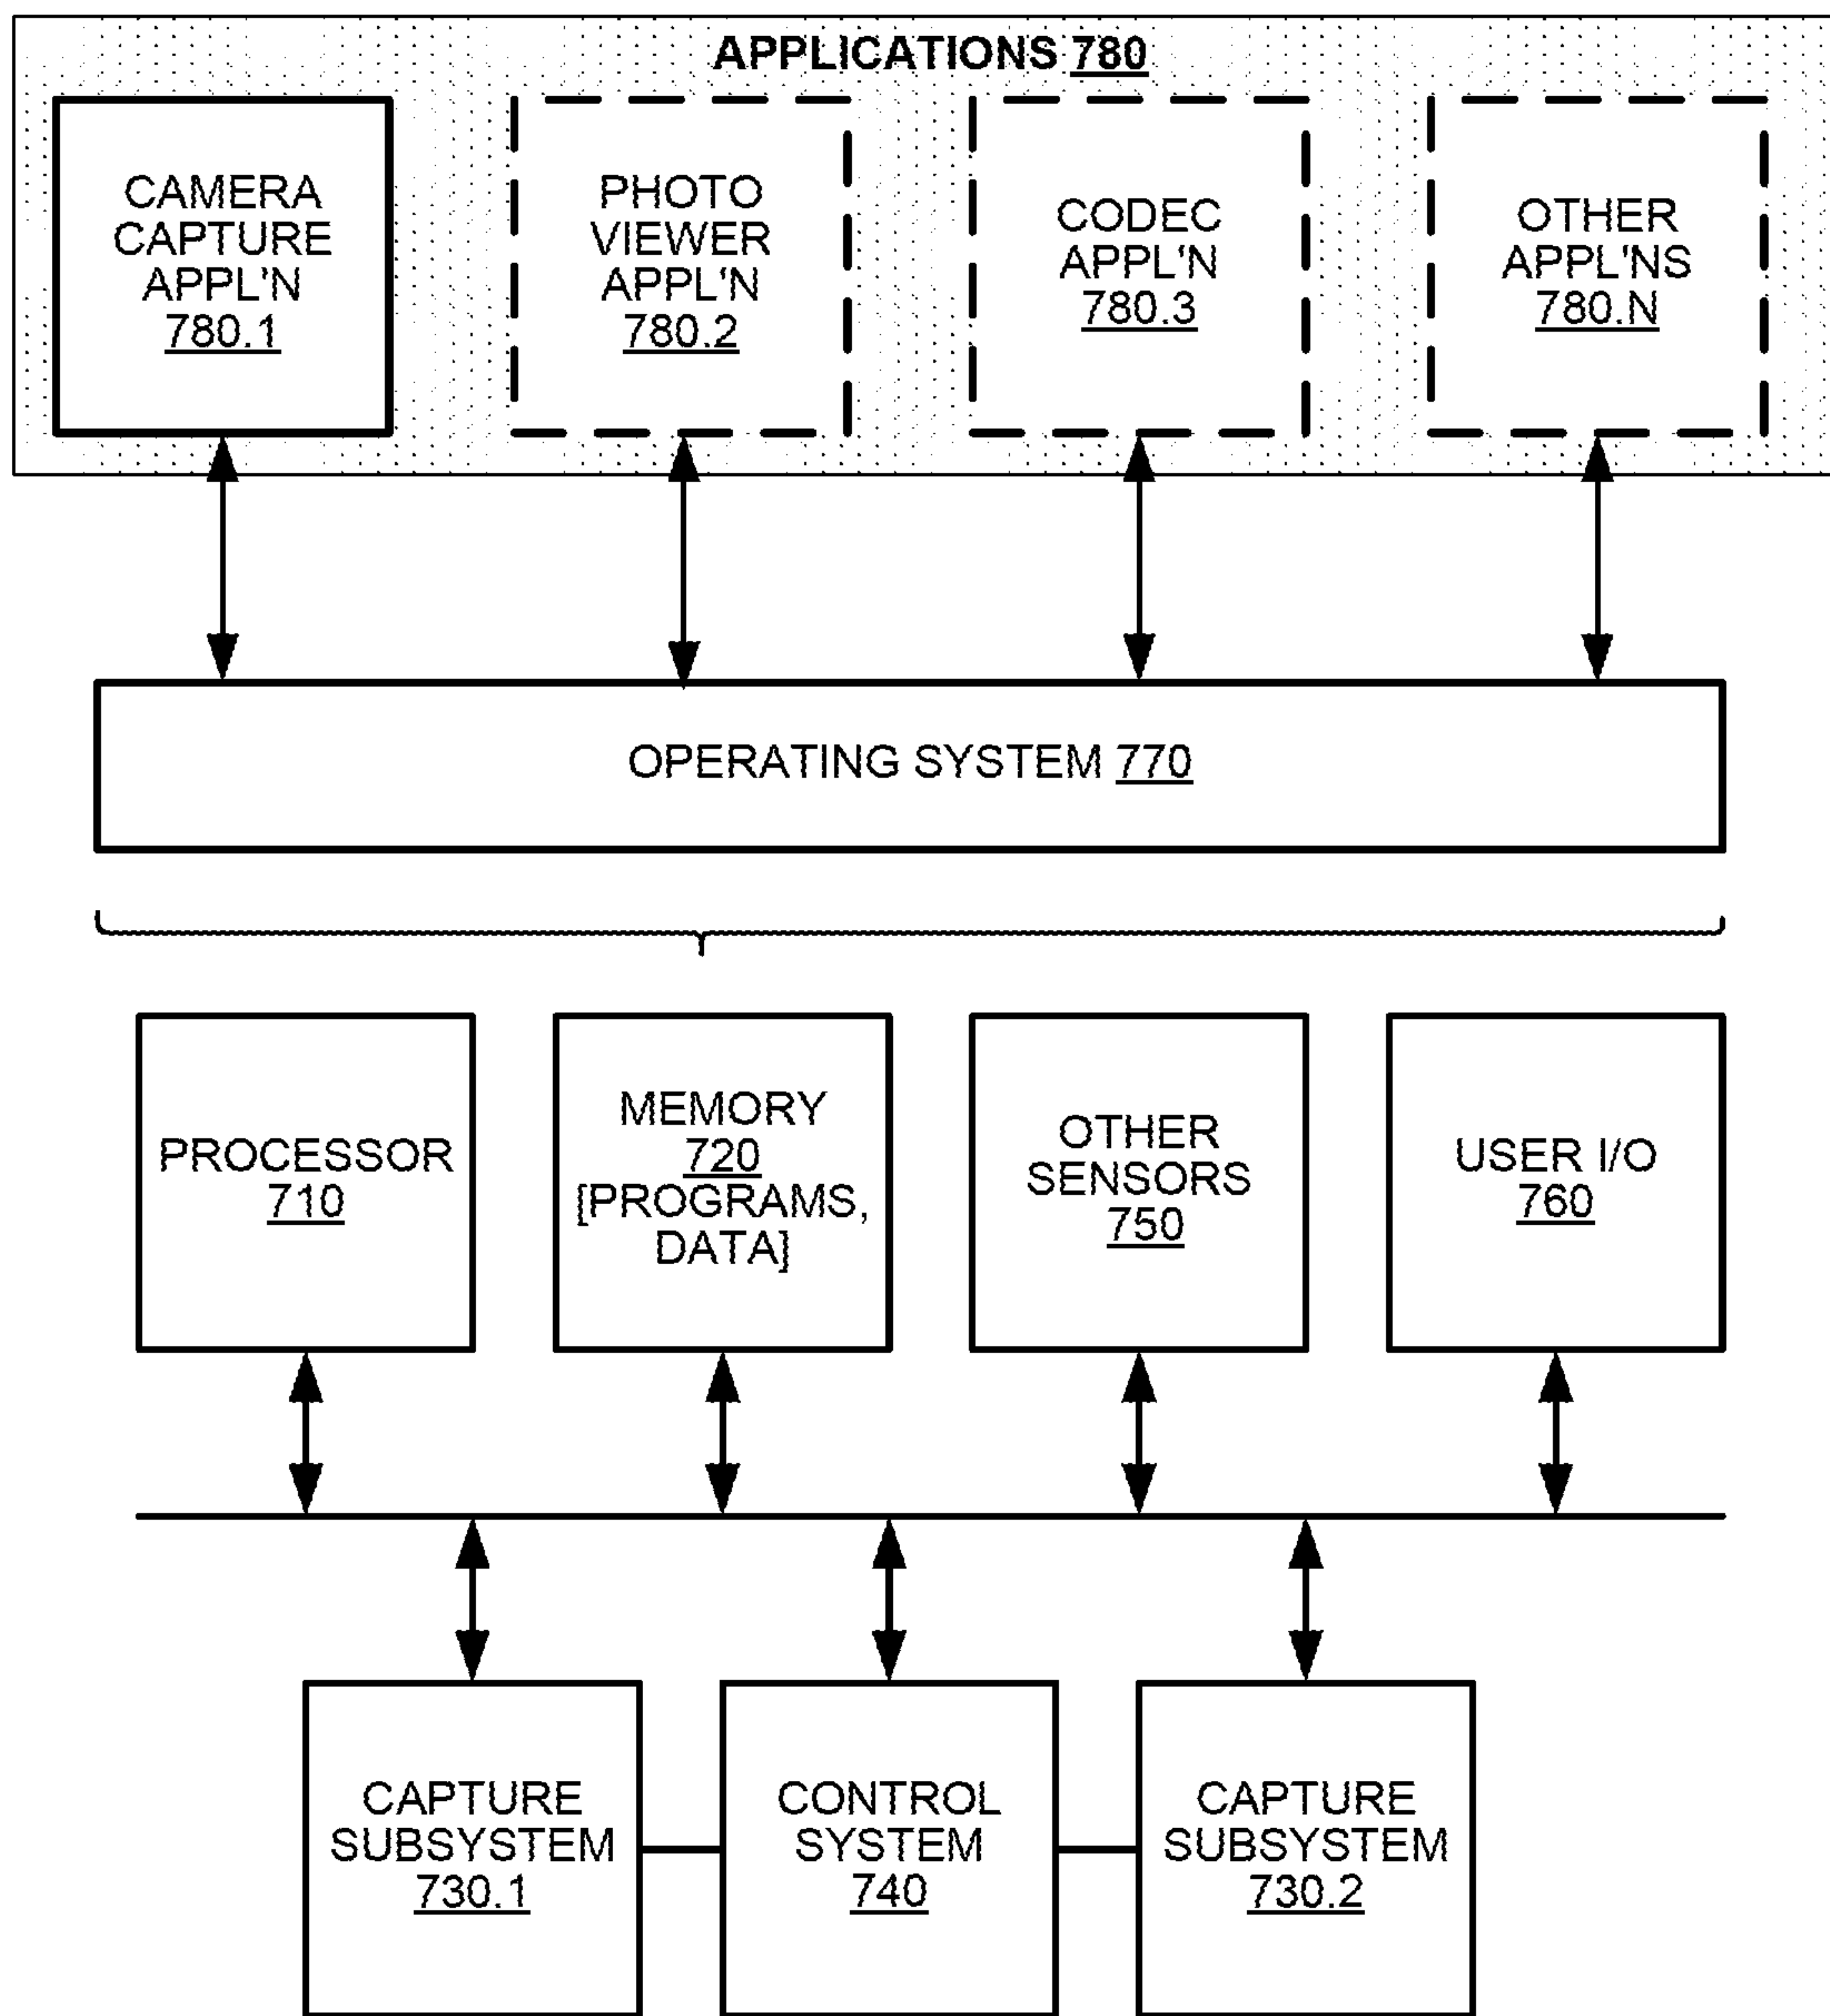 APPLICATIONS 780
CAMERA
CAPTURE
APPL'N
780.1
PHOTO
VIEWER
APPL'N
780.2
CODEC
APPL'N
780.3
OTHER
APPL'NS
780.N
OPERATING SYSTEM 770
PROCESSOR
710
MEMORY
720
[PROGRAMS,
DATA]
OTHER
SENSORS
750
USER I/O
760
CAPTURE
SUBSYSTEM
730.1
CONTROL
SYSTEM
740
CAPTURE
SUBSYSTEM
730.2